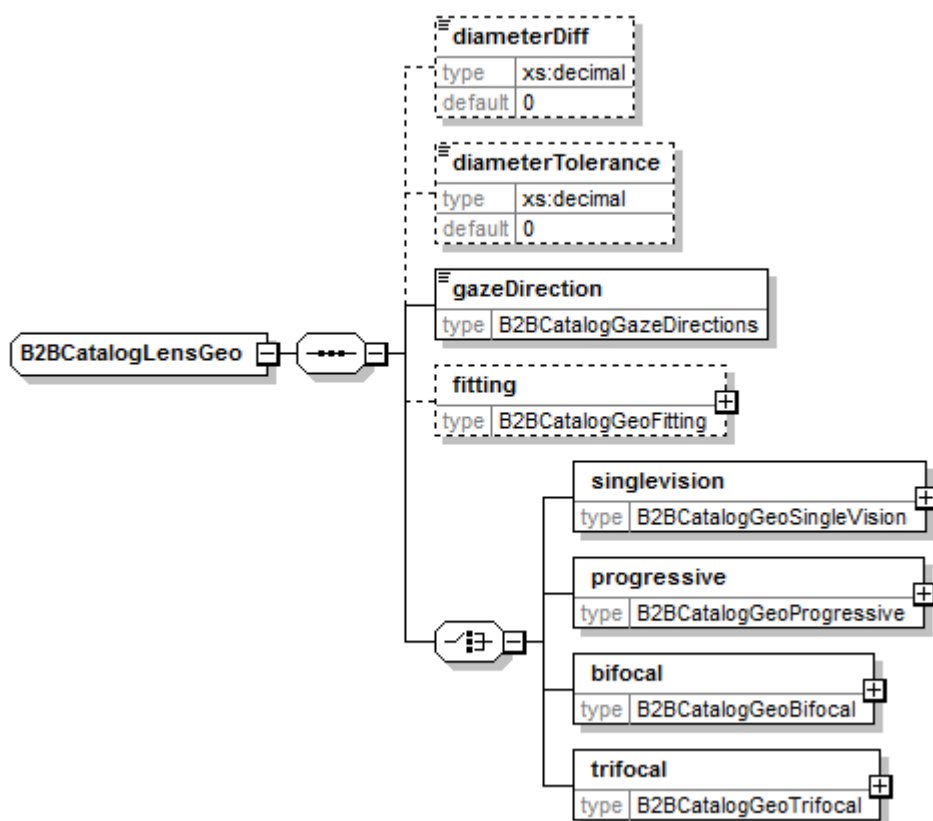 diameterDiff
type xs:decimal
default 0
diameterTolerance
type xs:decimal
default 0
gazeDirection
type B2BCatalogGazeDirections
B2BCatalogLensGeo
fitting
type B2BCatalogGeoFitting
singlevision
type B2BCatalogGeoSingleVision
progressive
type B2BCatalogGeoProgressive
bifocal
type B2BCatalogGeoBifocal
trifocal
type B2BCatalogGeoTrifocal